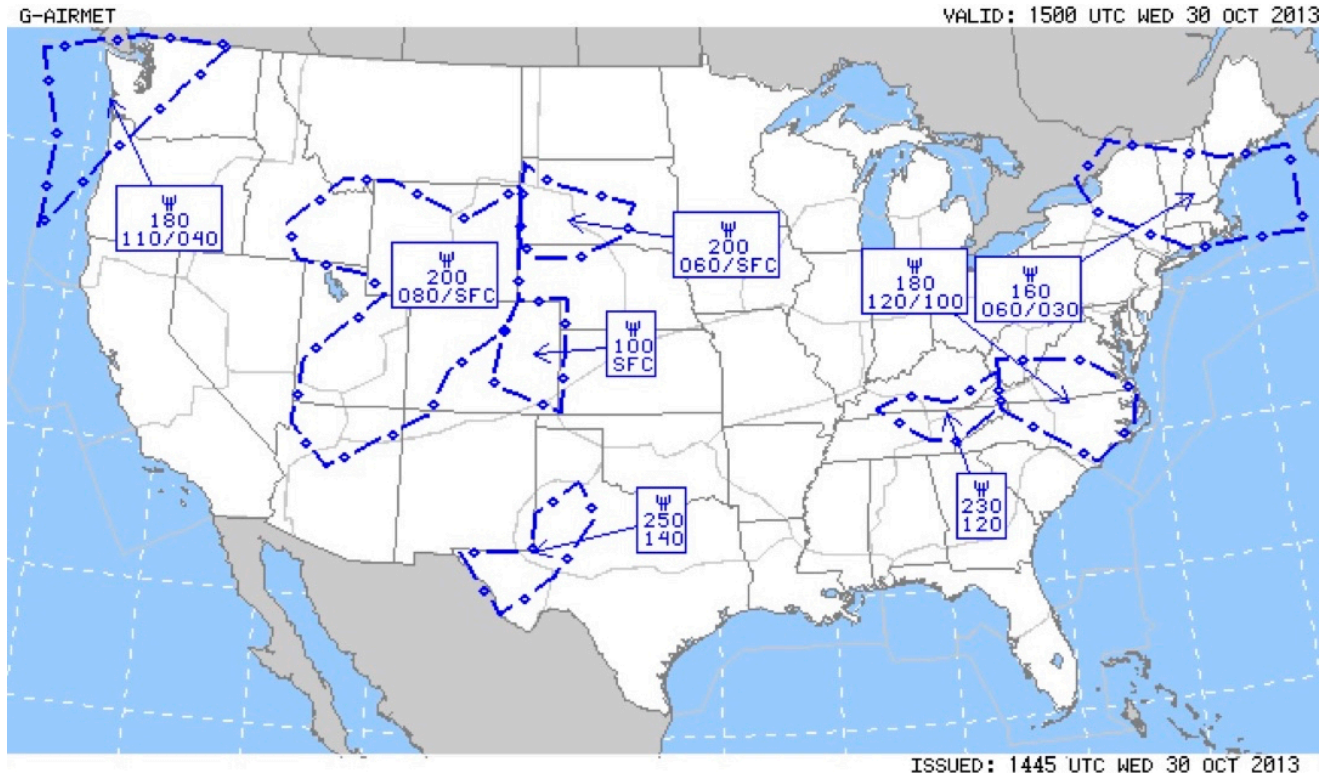 G-AIRMET
VALID: 1500 UTC WED 30 OCT 2013
180
110/040
200
080/SFC
200
060/SFC
100
SFC
180
120/100
160
060/030
250
140
230
120
ISSUED: 1445 UTC WED 30 OCT 2013